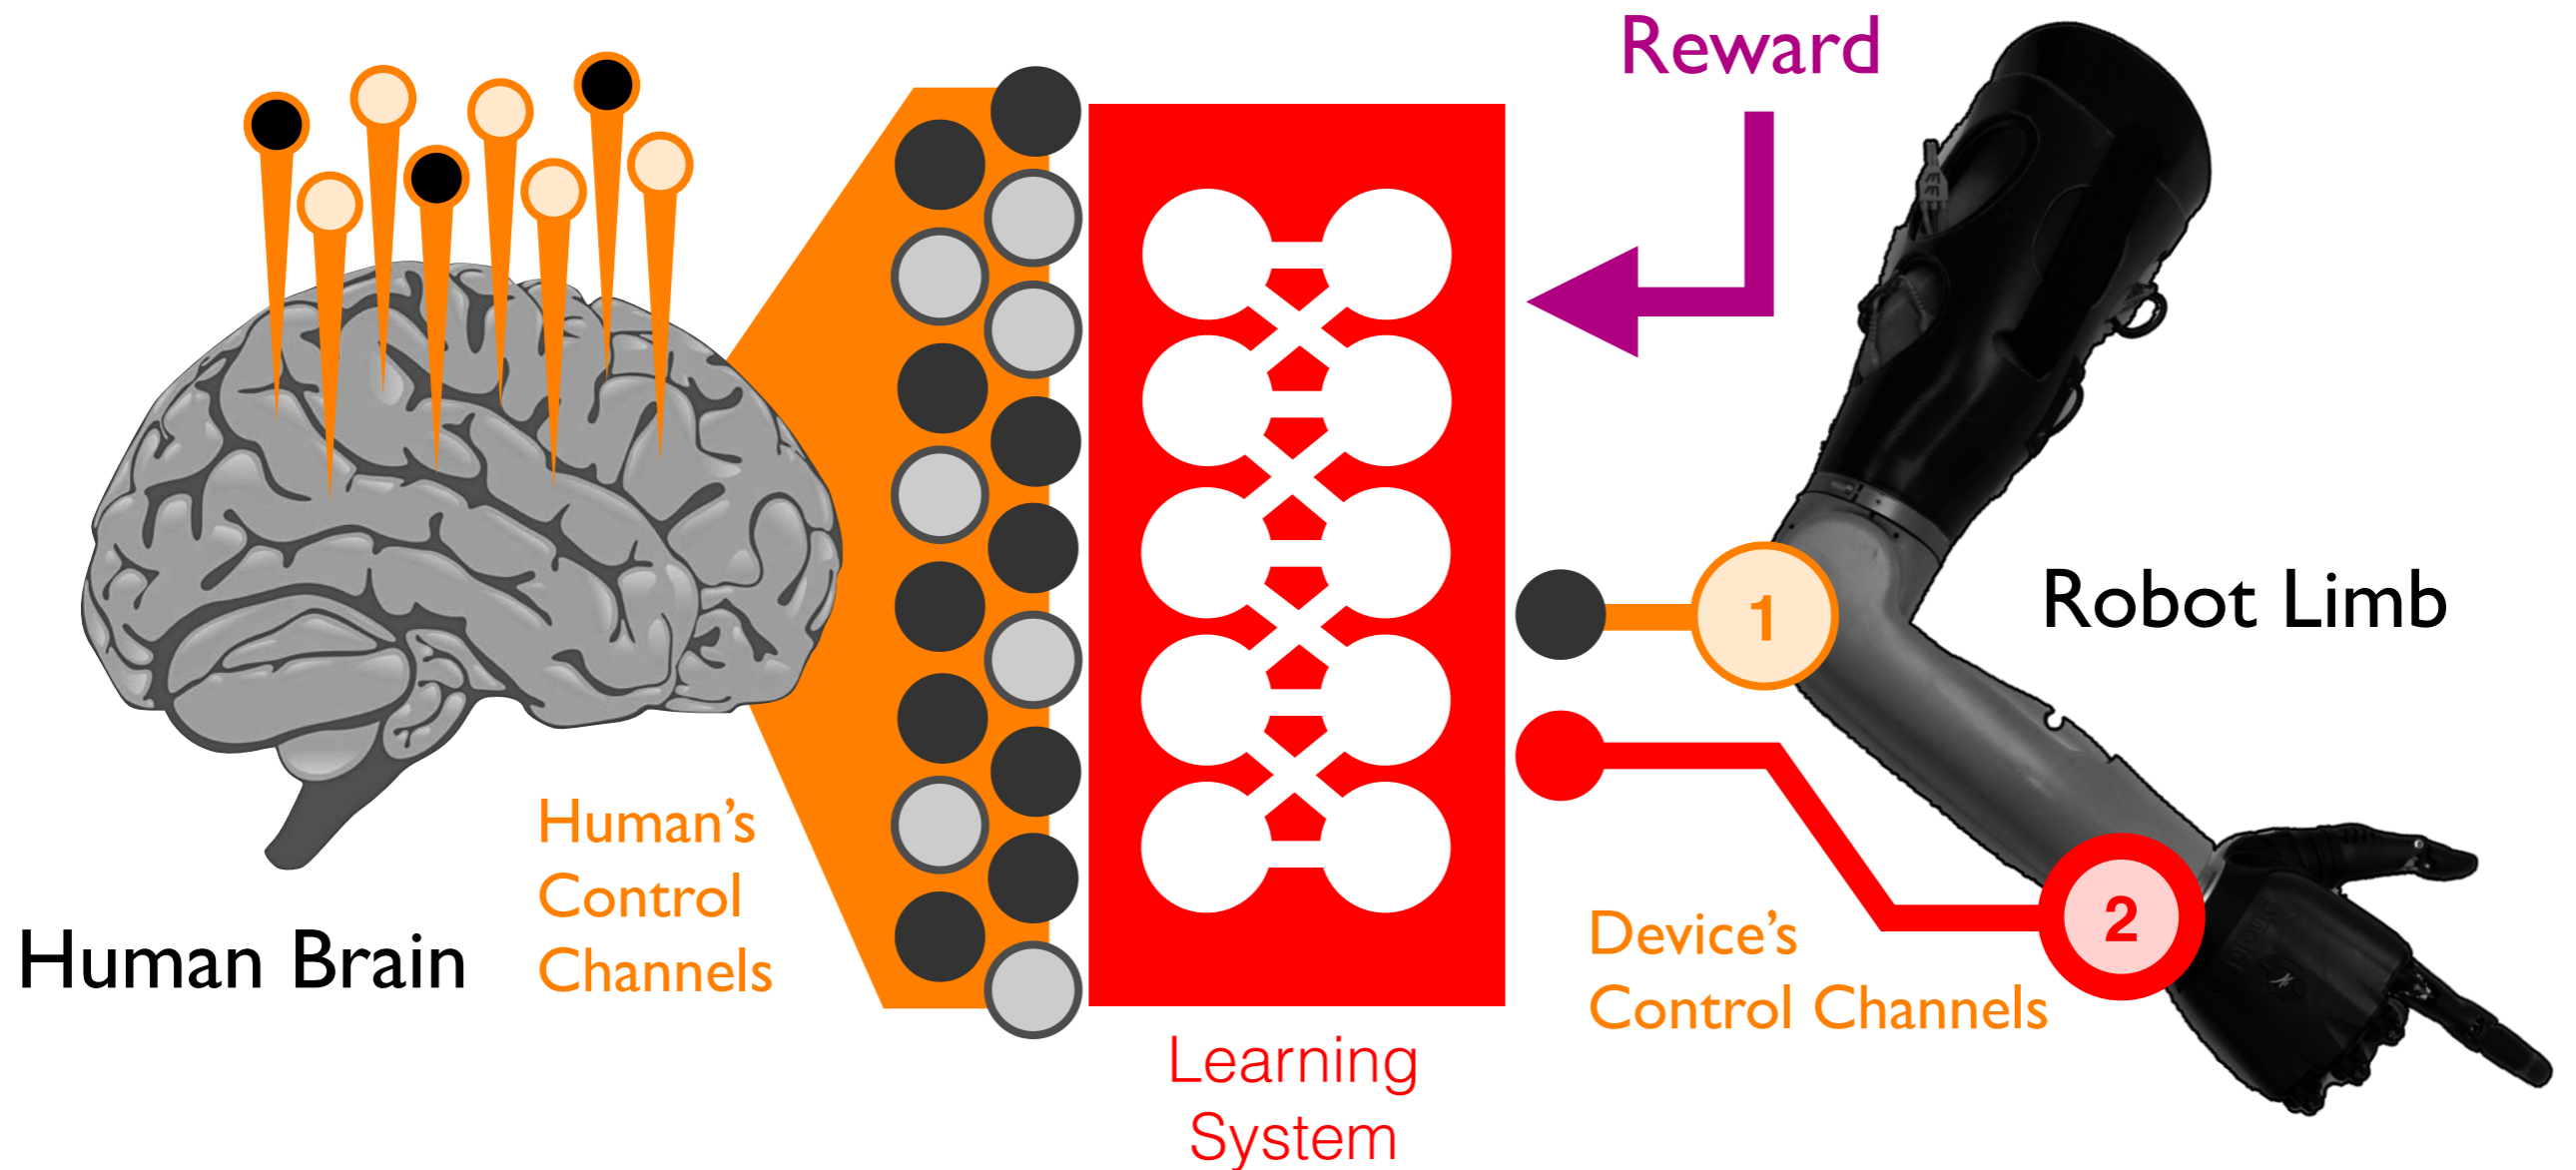 Reward
1
Robot Limb
2
Human's
Control
Channels
Human Brain
Device's
Control Channels
Learning
System